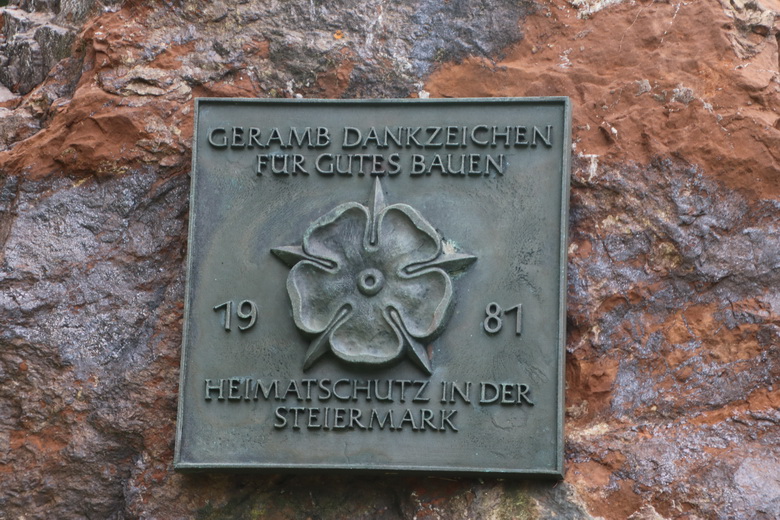 GERAMB DANKZEICHEN
FÜR GUTES BAUEN
19 81
HEIMATSCHUTZ IN DER
STEIERMARK